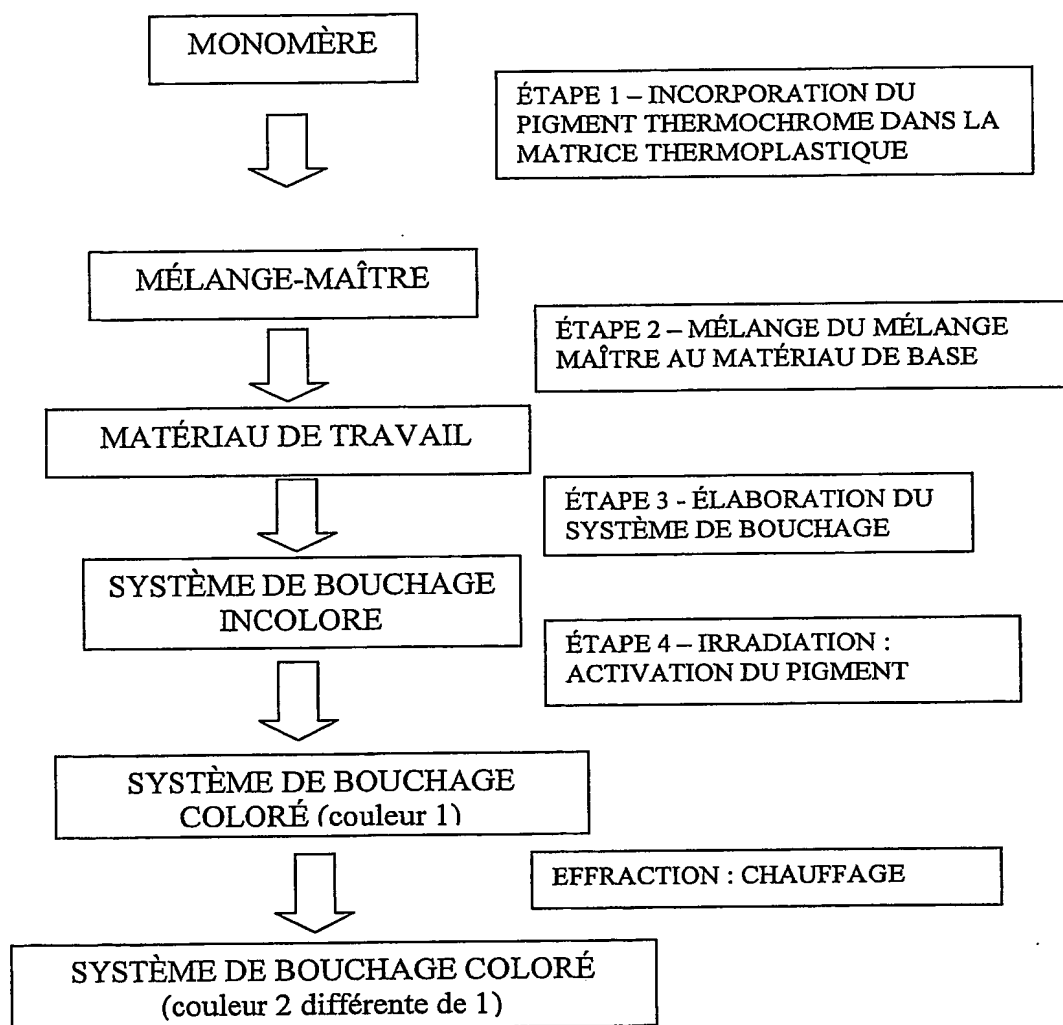 MONOMÈRE
ÉTAPE 1 – INCORPORATION DU
PIGMENT THERMOCHROME DANS LA
MATRICE THERMOPLASTIQUE
MÉLANGE-MAÎTRE
ÉTAPE 2 – MÉLANGE DU MÉLANGE
MAÎTRE AU MATÉRIAU DE BASE
MATÉRIAU DE TRAVAIL
ÉTAPE 3 - ÉLABORATION DU
SYSTÈME DE BOUCHAGE
SYSTÈME DE BOUCHAGE
INCOLORE
ÉTAPE 4 – IRRADIATION :
ACTIVATION DU PIGMENT
SYSTÈME DE BOUCHAGE
COLORÉ (couleur 1)
EFFRACTION : CHAUFFAGE
SYSTÈME DE BOUCHAGE COLORÉ
(couleur 2 différente de 1)